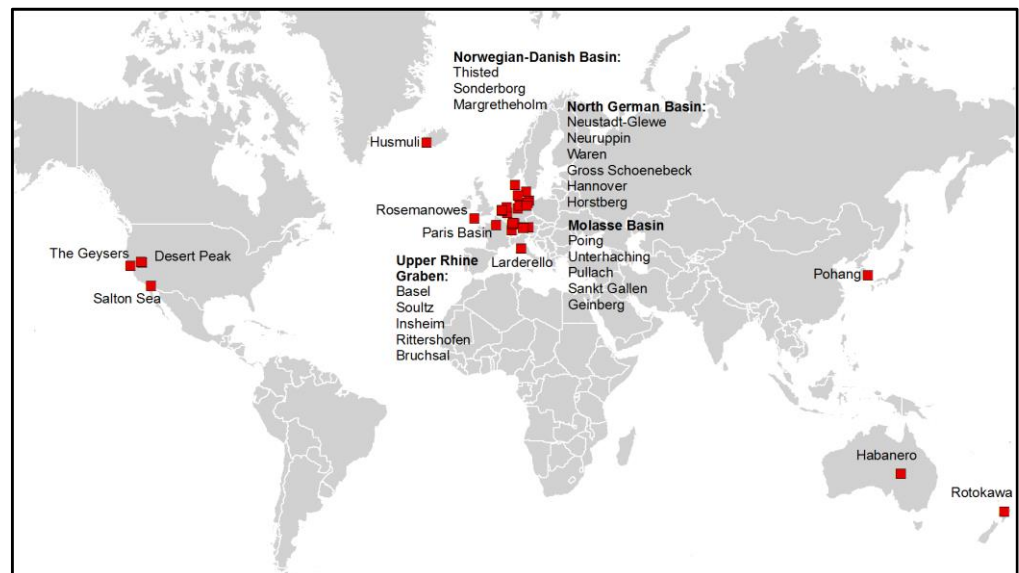 Norwegian-Danish Basin:
Thisted
Sonderborg
Margretheholm
North German Basin:
Neustadt-Glewe
Neuruppin
Waren
Gross Schoenebeck
Hannover
Horstberg
Husmuli
Rosemanowes
Paris Basin
Molasse Basin
Poing
Unterhaching
Pullach
Sankt Gallen
Geinberg
The Geysers
Desert Peak
Salton Sea
Upper Rhine
Graben:
Basel
Soultz
Insheim
Rittershofen
Bruchsal
Larderello
Pohang
Habanero
Rotokawa